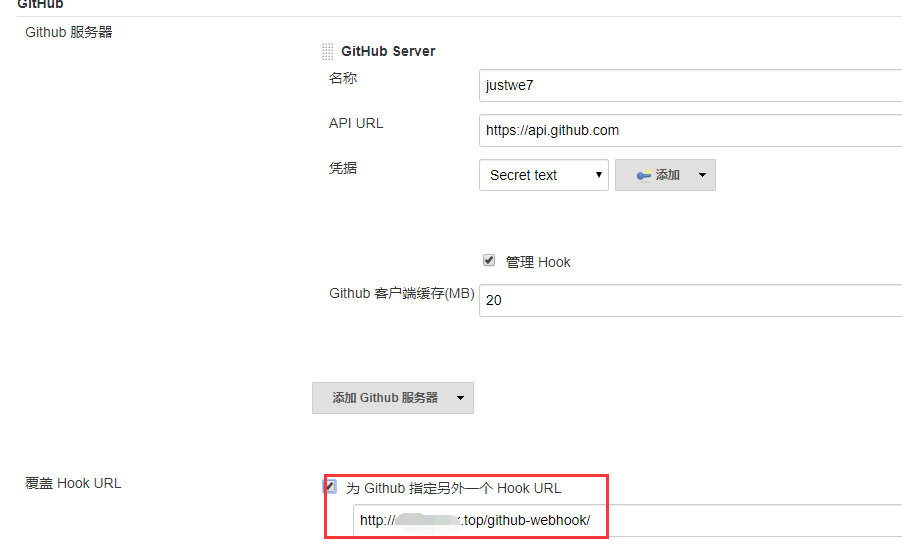 GitHub
Github 服务器
GitHub Server
名称
justwe7
API URL
https://api.github.com
凭据
Secret text
添加
管理 Hook
Github 客户端缓存(MB)
20
添加 Github 服务器
覆盖 Hook URL
为 Github 指定另外一个 Hook URL
http:// .top/github-webhook/